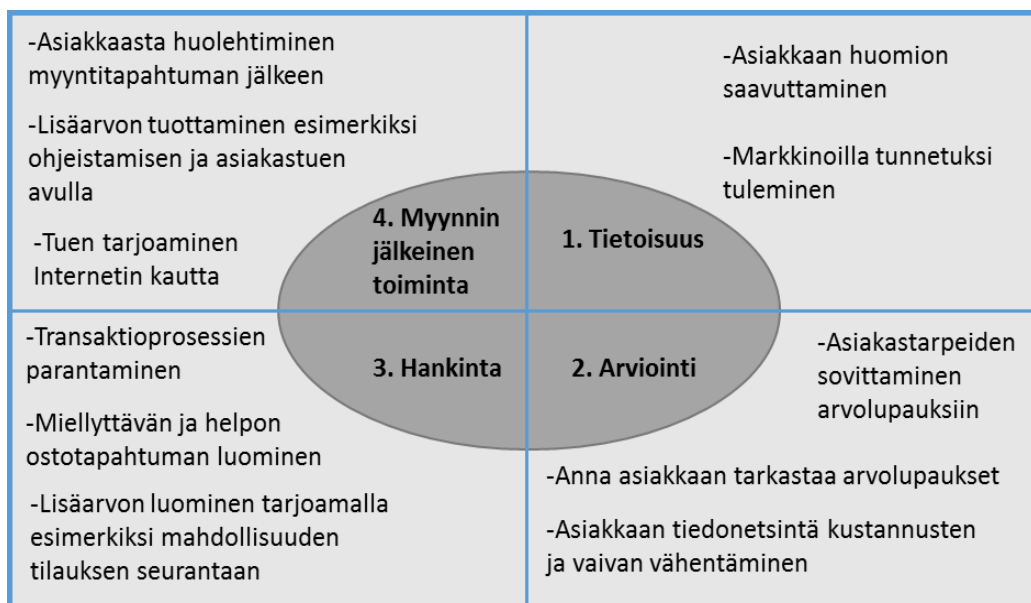 -Asiakkaasta huolehtiminen
myyntitapahtuman jälkeen
-Lisäarvon tuottaminen esimerkiksi
ohjeistamisen ja asiakastuen
avulla
-Tuen tarjoaminen
Internetin kautta
4. Myynnin
jälkeinen
toiminta
-Asiakkaan huomion
saavuttaminen
-Markkinoilla tunnetuksi
tuleminen
1. Tietoisuus
-Transaktioprosessien
parantaminen
-Miellyttävän ja helpon
ostotapahtuman luominen
-Lisäarvon luominen tarjoamalla
esimerkiksi mahdollisuuden
tilauksen seurantaan
3. Hankinta
2. Arviointi
-Asiakastarpeiden
sovittaminen
arvolupauksiin
-Anna asiakkaan tarkastaa arvolupaukset
-Asiakkaan tiedonetsintä kustannusten
ja vaivan vähentäminen